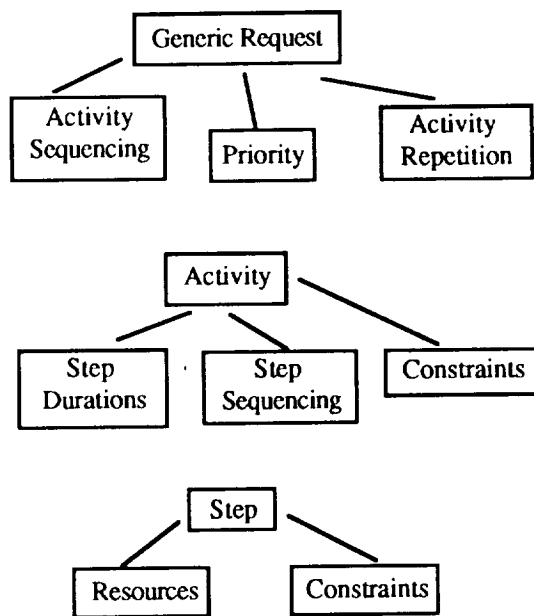 Generic Request
Activity
Sequencing
Priority
Activity
Repetition
Activity
Step
Durations
Step
Sequencing
Constraints
Step
Resources
Constraints